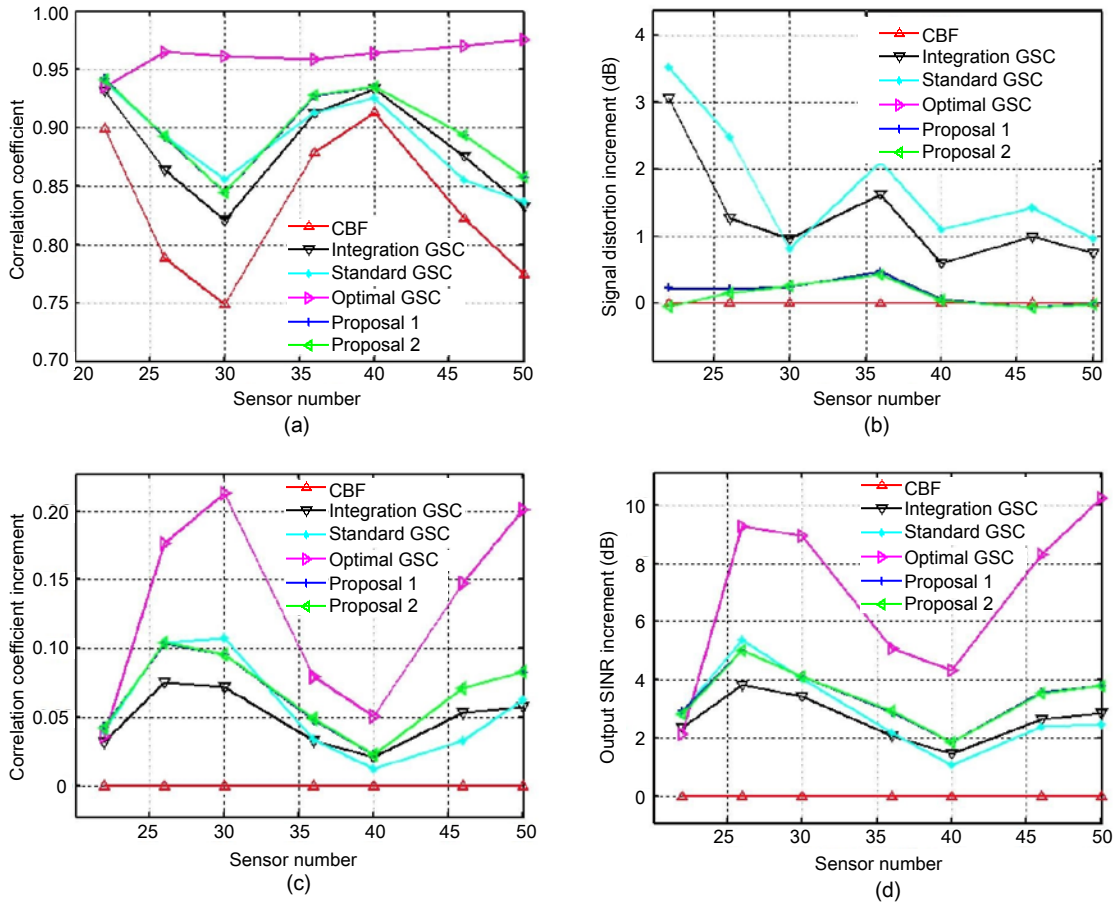 1.00
0.95
0.90
0.85
0.80
0.75
0.70
Correlation coefficient
CBF
Integration GSC
Standard GSC
Optimal GSC
Proposal 1
Proposal 2
20 25 30 35 40 45 50
Sensor number
(a)
4
3
2
1
0
Signal distortion increment (dB)
CBF
Integration GSC
Standard GSC
Optimal GSC
Proposal 1
Proposal 2
25 30 35 40 45 50
Sensor number
(b)
0.20
0.15
0.10
0.05
0
Correlation coefficient increment
CBF
Integration GSC
Standard GSC
Optimal GSC
Proposal 1
Proposal 2
25 30 35 40 45 50
Sensor number
(c)
10
8
6
4
2
0
Output SINR increment (dB)
CBF
Integration GSC
Standard GSC
Optimal GSC
Proposal 1
Proposal 2
25 30 35 40 45 50
Sensor number
(d)